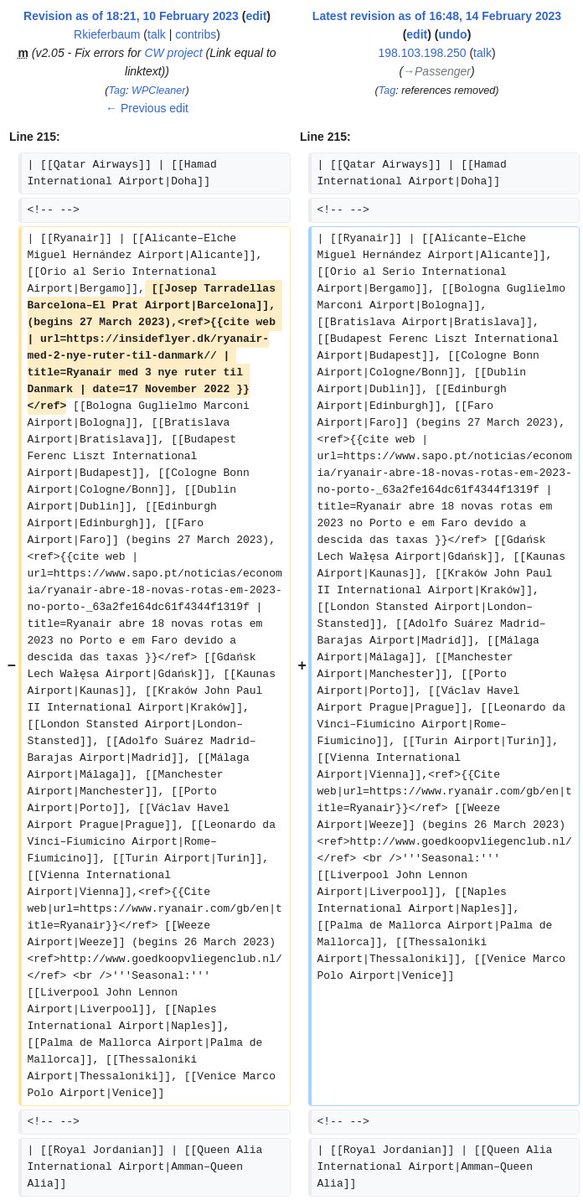 Revision as of 18:21, 10 February 2023 (edit)
Rkieferbaum (talk | contribs)
m (v2.05 - Fix errors for CW project (Link equal to
linktext))
(Tag: WPCleaner)
← Previous edit
Latest revision as of 16:48, 14 February 2023
(edit) (undo)
198.103.198.250 (talk)
(→Passenger)
(Tag: references removed)
Line 215:
| [[Qatar Airways]] | [[Hamad
International Airport|Doha]]
<!-- -->
−
| [[Ryanair]] | [[Alicante–Elche
Miguel Hernández Airport|Alicante]],
[[Orio al Serio International
Airport|Bergamo]], [[Josep Tarradellas
Barcelona–El Prat Airport|Barcelona]],
(begins 27 March 2023),<ref>{{cite web
| url=https://insideflyer.dk/ryanair-
med-2-nye-ruter-til-danmark// |
title=Ryanair med 3 nye ruter til
Danmark | date=17 November 2022 }}
</ref> [[Bologna Guglielmo Marconi
Airport|Bologna]], [[Bratislava
Airport|Bratislava]], [[Budapest
Ferenc Liszt International
Airport|Budapest]], [[Cologne Bonn
Airport|Cologne/Bonn]], [[Dublin
Airport|Dublin]], [[Edinburgh
Airport|Edinburgh]], [[Faro
Airport|Faro]] (begins 27 March 2023),
<ref>{{cite web |
url=https://www.sapo.pt/noticias/econom
ia/ryanair-abre-18-novas-rotas-em-2023-
no-porto-_63a2fe164dc61f4344f1319f |
title=Ryanair abre 18 novas rotas em
2023 no Porto e em Faro devido a
descida das taxas }}</ref> [[Gdańsk
Lech Wałęsa Airport|Gdańsk]], [[Kaunas
Airport|Kaunas]], [[Kraków John Paul
II International Airport|Kraków]],
[[London Stansted Airport|London–
Stansted]], [[Adolfo Suárez Madrid–
Barajas Airport|Madrid]], [[Málaga
Airport|Málaga]], [[Manchester
Airport|Manchester]], [[Porto
Airport|Porto]], [[Václav Havel
Airport Prague|Prague]], [[Leonardo da
Vinci–Fiumicino Airport|Rome–
Fiumicino]], [[Turin Airport|Turin]],
[[Vienna International
Airport|Vienna]],<ref>{{Cite
web|url=https://www.ryanair.com/gb/en|t
itle=Ryanair}}</ref> [[Weeze
Airport|Weeze]] (begins 26 March 2023)
<ref>http://www.goedkoopvliegenclub.nl/
</ref> <br />'''Seasonal:'''
[[Liverpool John Lennon
Airport|Liverpool]], [[Naples
International Airport|Naples]],
[[Palma de Mallorca Airport|Palma de
Mallorca]], [[Thessaloniki
Airport|Thessaloniki]], [[Venice Marco
Polo Airport|Venice]]
<!-- -->
| [[Royal Jordanian]] | [[Queen Alia
International Airport|Amman–Queen
Alia]]
Line 215:
| [[Qatar Airways]] | [[Hamad
International Airport|Doha]]
<!-- -->
+
| [[Ryanair]] | [[Alicante–Elche
Miguel Hernández Airport|Alicante]],
[[Orio al Serio International
Airport|Bergamo]], [[Bologna Guglielmo
Marconi Airport|Bologna]],
[[Bratislava Airport|Bratislava]],
[[Budapest Ferenc Liszt International
Airport|Budapest]], [[Cologne Bonn
Airport|Cologne/Bonn]], [[Dublin
Airport|Dublin]], [[Edinburgh
Airport|Edinburgh]], [[Faro
Airport|Faro]] (begins 27 March 2023),
<ref>{{cite web |
url=https://www.sapo.pt/noticias/econom
ia/ryanair-abre-18-novas-rotas-em-2023-
no-porto-_63a2fe164dc61f4344f1319f |
title=Ryanair abre 18 novas rotas em
2023 no Porto e em Faro devido a
descida das taxas }}</ref> [[Gdańsk
Lech Wałęsa Airport|Gdańsk]], [[Kaunas
Airport|Kaunas]], [[Kraków John Paul
II International Airport|Kraków]],
[[London Stansted Airport|London–
Stansted]], [[Adolfo Suárez Madrid–
Barajas Airport|Madrid]], [[Málaga
Airport|Málaga]], [[Manchester
Airport|Manchester]], [[Porto
Airport|Porto]], [[Václav Havel
Airport Prague|Prague]], [[Leonardo da
Vinci–Fiumicino Airport|Rome–
Fiumicino]], [[Turin Airport|Turin]],
[[Vienna International
Airport|Vienna]],<ref>{{Cite
web|url=https://www.ryanair.com/gb/en|t
itle=Ryanair}}</ref> [[Weeze
Airport|Weeze]] (begins 26 March 2023)
<ref>http://www.goedkoopvliegenclub.nl/
</ref> <br />'''Seasonal:'''
[[Liverpool John Lennon
Airport|Liverpool]], [[Naples
International Airport|Naples]],
[[Palma de Mallorca Airport|Palma de
Mallorca]], [[Thessaloniki
Airport|Thessaloniki]], [[Venice Marco
Polo Airport|Venice]]
<!-- -->
| [[Royal Jordanian]] | [[Queen Alia
International Airport|Amman–Queen
Alia]]